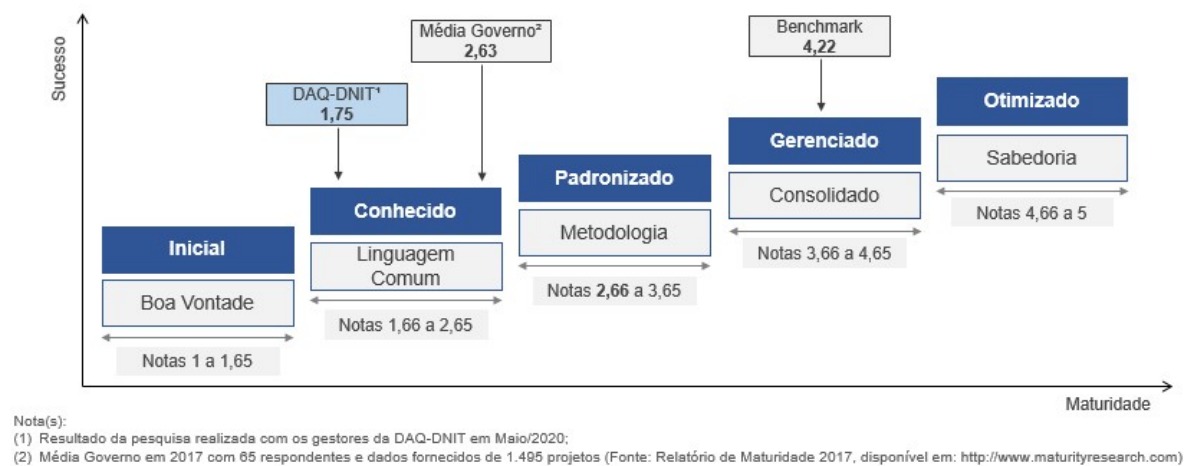 Sucesso
Média Governo²
2,63
Benchmark
4,22
DAQ-DNIT¹
1,75
Otimizado
Sabedoria
Notas 4,66 a 5
Gerenciado
Consolidado
Notas 3,66 a 4,65
Padronizado
Metodologia
Notas 2,66 a 3,65
Conhecido
Linguagem
Comum
Notas 1,66 a 2,65
Inicial
Boa Vontade
Notas 1 a 1,65
Maturidade
Nota(s):
(1) Resultado da pesquisa realizada com os gestores da DAQ-DNIT em Maio/2020;
(2) Média Governo em 2017 com 65 respondentes e dados fornecidos de 1.495 projetos (Fonte: Relatório de Maturidade 2017, disponível em: http://www.maturityresearch.com)